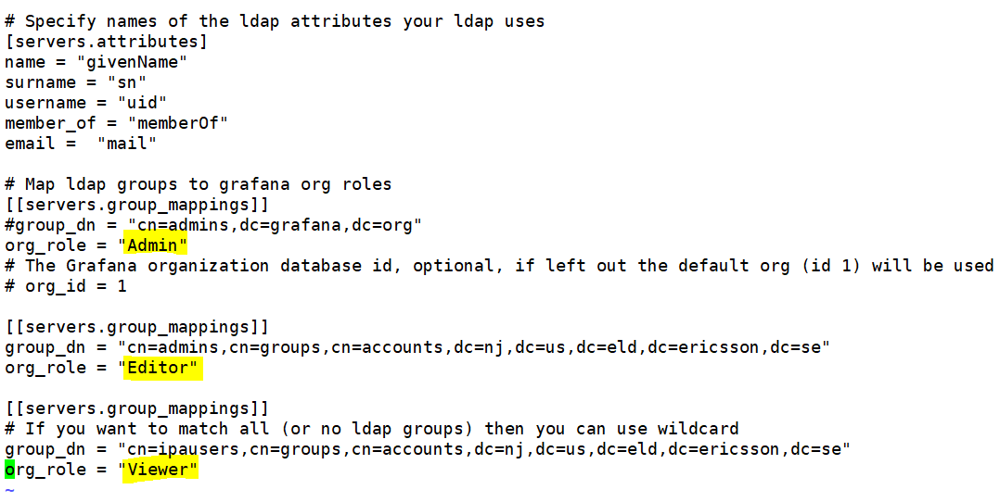 # Specify names of the ldap attributes your ldap uses
[servers.attributes]
name = "givenName"
surname = "sn"
username = "uid"
member_of = "memberOf"
email =  "mail"

# Map ldap groups to grafana org roles
[[servers.group_mappings]]
#group_dn = "cn=admins,dc=grafana,dc=org"
org_role = "Admin"
# The Grafana organization database id, optional, if left out the default org (id 1) will be used
# org_id = 1

[[servers.group_mappings]]
group_dn = "cn=admins,cn=groups,cn=accounts,dc=nj,dc=us,dc=eld,dc=ericsson,dc=se"
org_role = "Editor"

[[servers.group_mappings]]
# If you want to match all (or no ldap groups) then you can use wildcard
group_dn = "cn=ipausers,cn=groups,cn=accounts,dc=nj,dc=us,dc=eld,dc=ericsson,dc=se"
org_role = "Viewer"
~